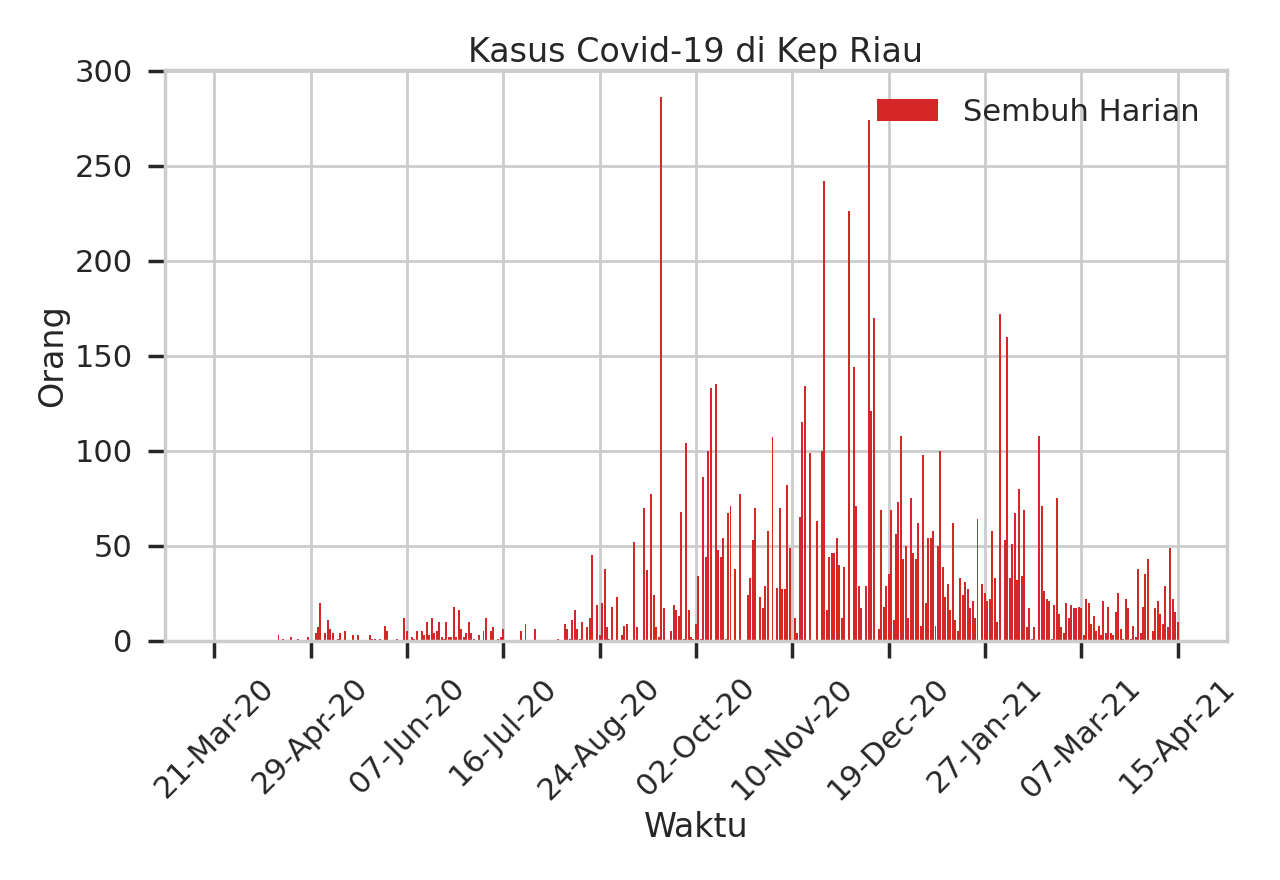 Kasus Covid-19 di Kep Riau
Sembuh Harian
Orang
300
250
200
150
100
50
0
21-Mar-20
29-Apr-20
07-Jun-20
16-Jul-20
24-Aug-20
02-Oct-20
10-Nov-20
19-Dec-20
27-Jan-21
07-Mar-21
15-Apr-21
Waktu